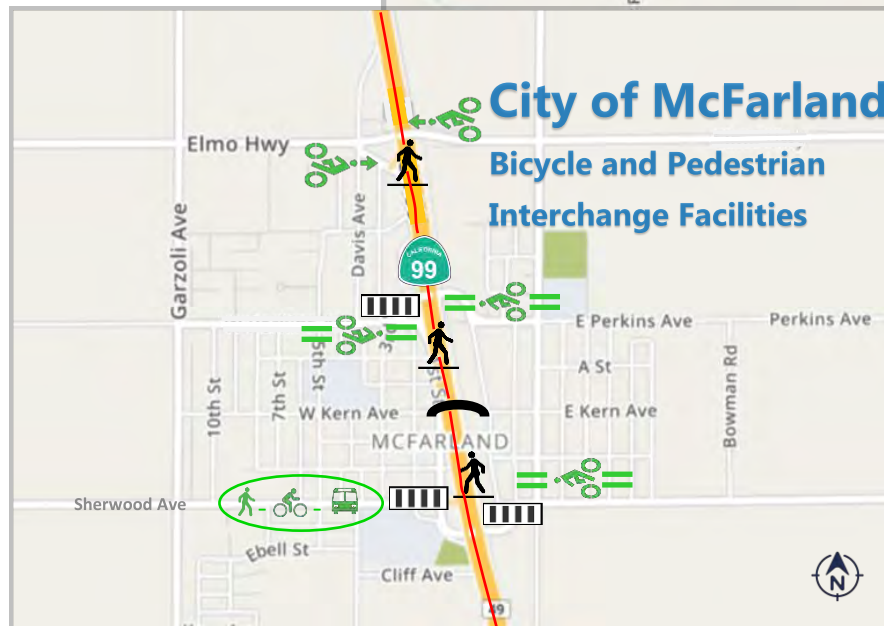 City of McFarland
Bicycle and Pedestrian
Interchange Facilities
Elmo Hwy
Garzoli Ave
Davis Ave
CALIFORNIA
99
E Perkins Ave
Perkins Ave
5th St
A St
10th St
7th St
W Kern Ave
E Kern Ave
Bowman Rd
MCFARLAND
Sherwood Ave
Ebell St
Cliff Ave
N